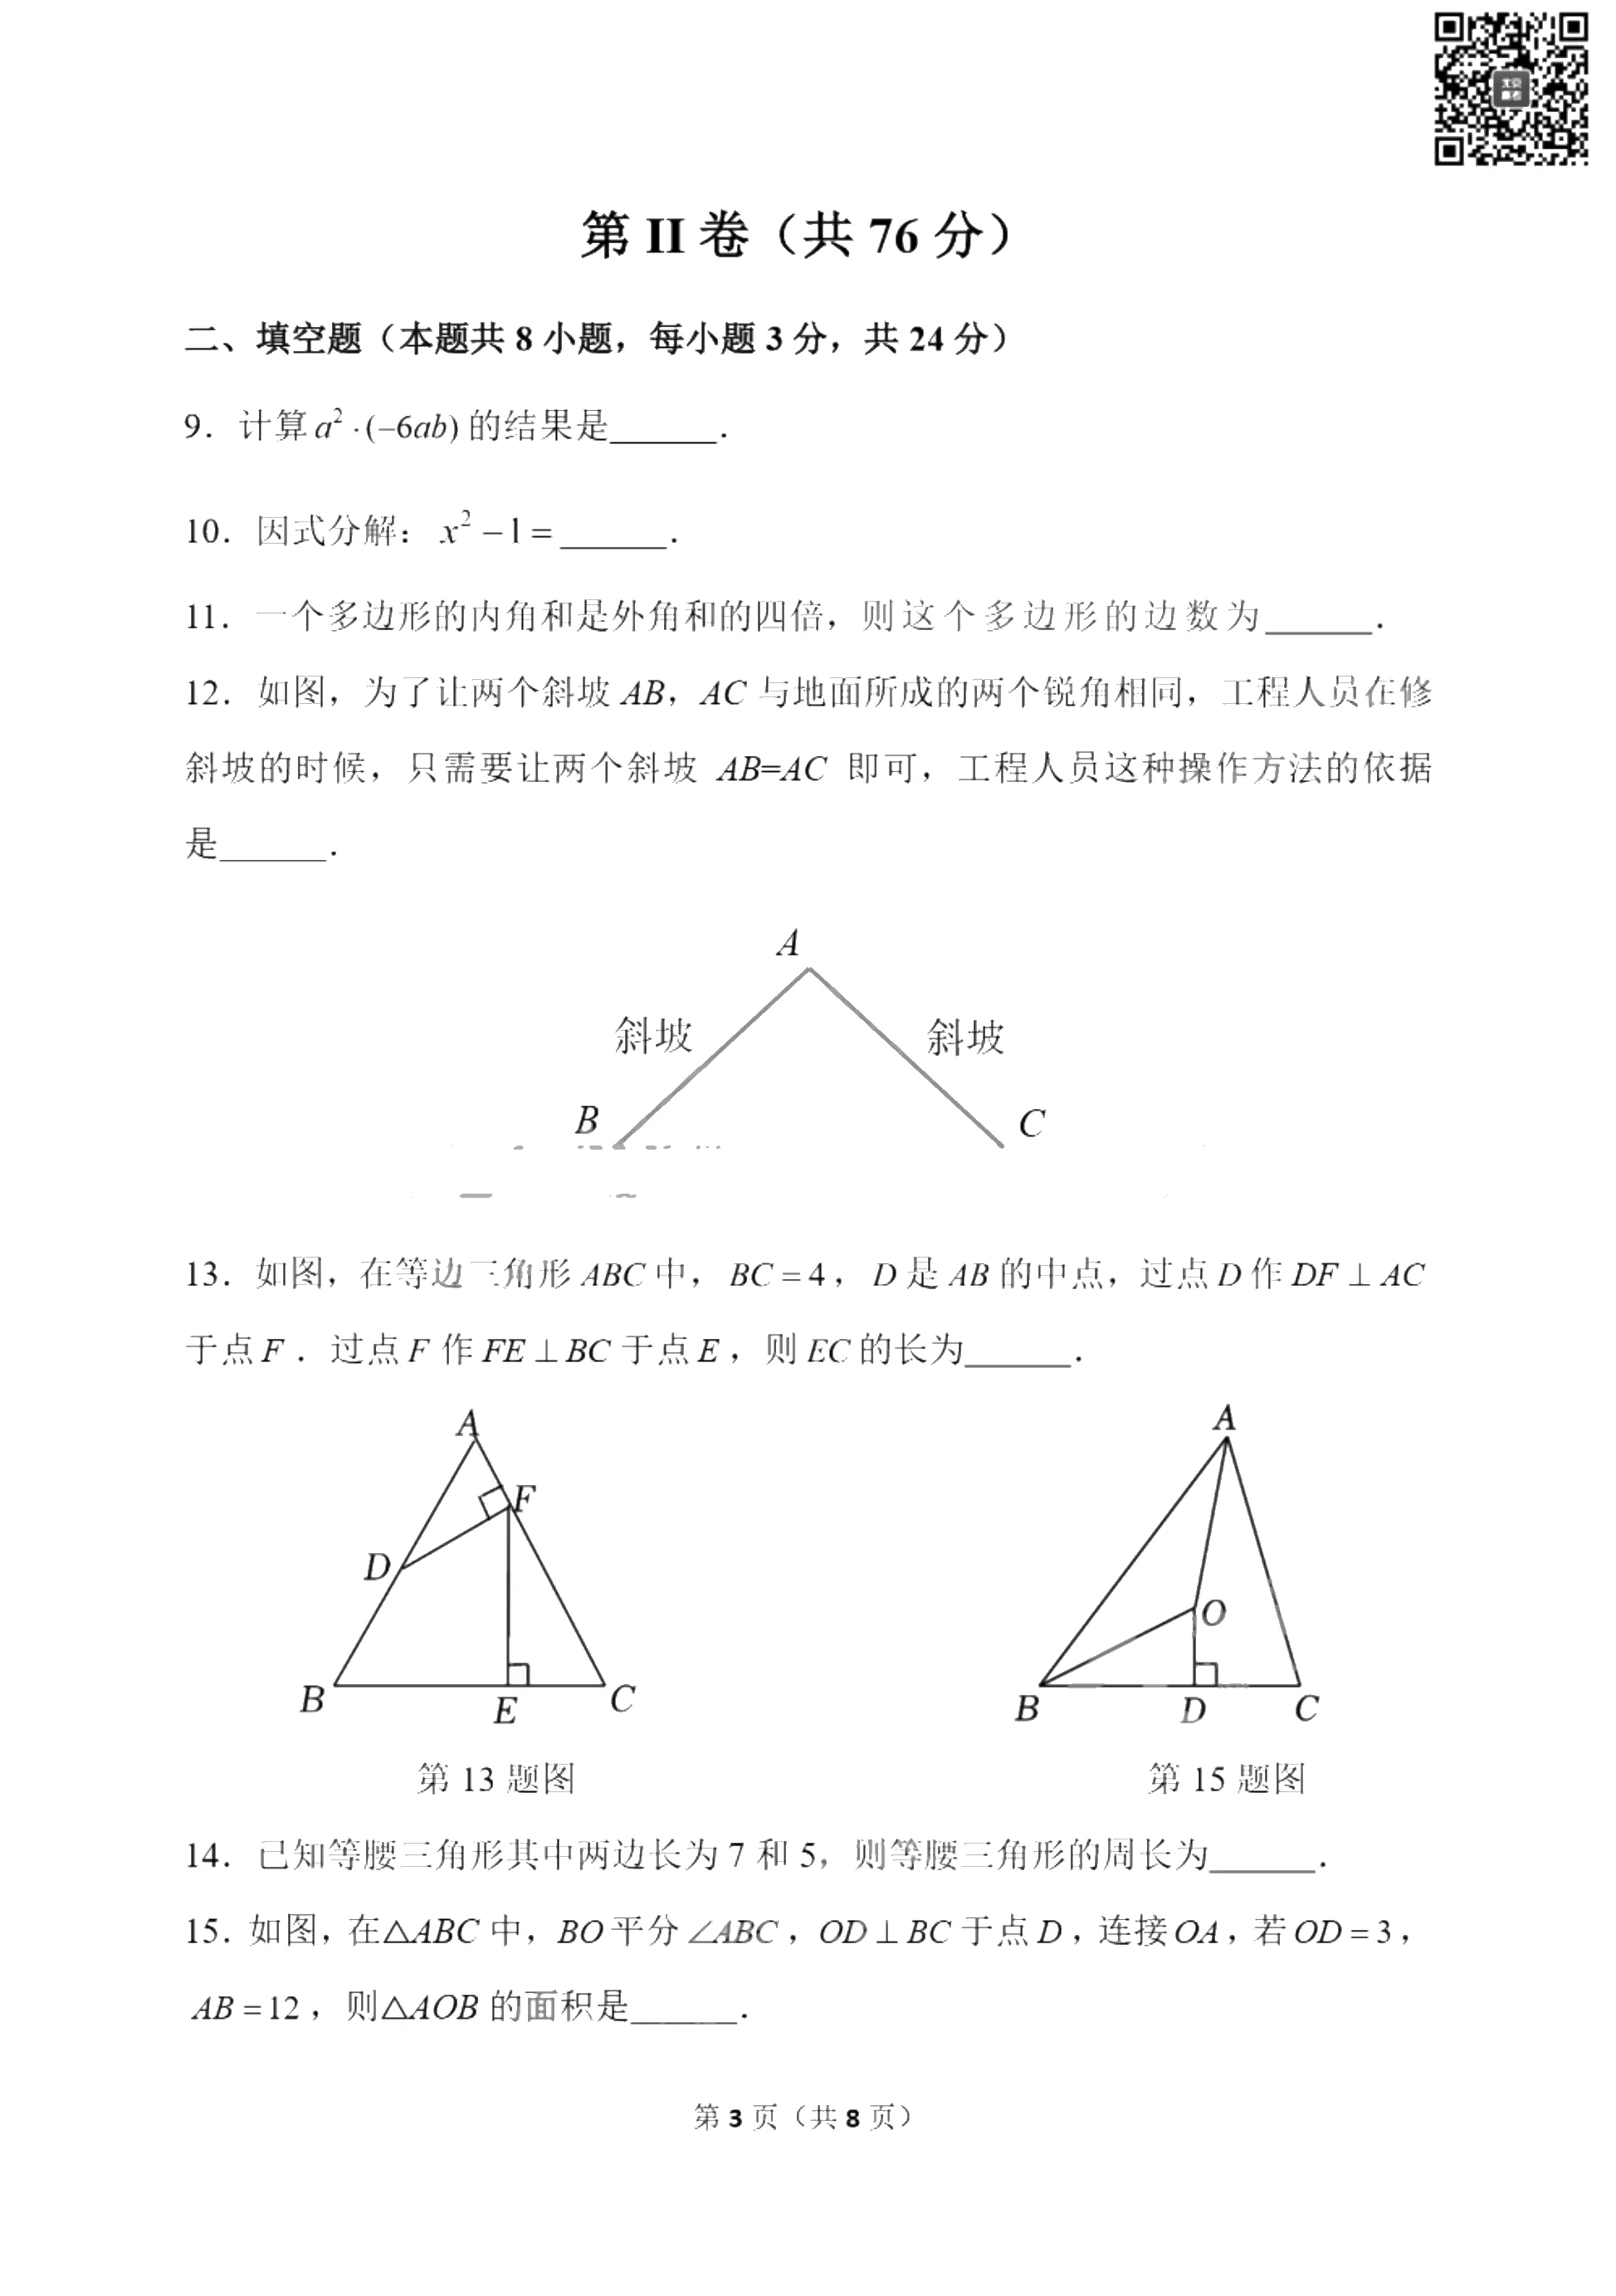 第 II 卷（共 76 分）
二、填空题（本题共 8 小题，每小题 3 分，共 24 分）
9．计算 a²·(−6ab) 的结果是______．
10．因式分解： x² −1 = ______．
11．一个多边形的内角和是外角和的四倍，则这个多边形的边数为______．
12．如图，为了让两个斜坡 AB，AC 与地面所成的两个锐角相同，工程人员在修
斜坡的时候，只需要让两个斜坡 AB=AC 即可，工程人员这种操作方法的依据
是______．
A
斜坡 斜坡
B C
13．如图，在等边三角形 ABC 中， BC = 4， D 是 AB 的中点，过点 D 作 DF ⊥ AC
于点 F ．过点 F 作 FE ⊥ BC 于点 E ，则 EC 的长为______．
A
F
D
B E C
第 13 题图
A
O
B D C
第 15 题图
14．已知等腰三角形其中两边长为 7 和 5，则等腰三角形的周长为______．
15．如图，在△ABC 中，BO 平分 ∠ABC ，OD ⊥ BC 于点 D ，连接 OA，若 OD = 3，
AB = 12 ，则△AOB 的面积是______．
第 3 页（共 8 页）